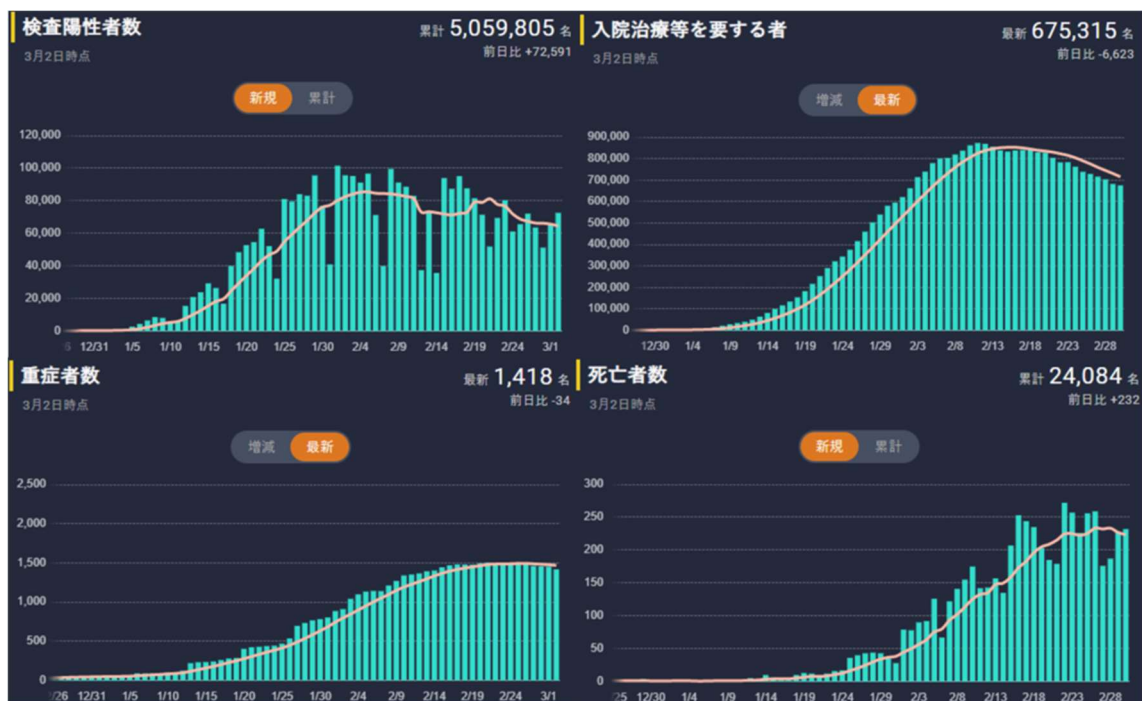 検査陽性者数
累計 5,059,805 名
3月2日時点
前日比 +72,591
新規 累計
120,000
100,000
80,000
60,000
40,000
20,000
0
12/31 1/5 1/10 1/15 1/20 1/25 1/30 2/4 2/9 2/14 2/19 2/24 3/1
入院治療等を要する者
最新 675,315 名
3月2日時点
前日比 -6,623
増減 最新
900,000
800,000
700,000
600,000
500,000
400,000
300,000
200,000
100,000
0
12/30 1/4 1/9 1/14 1/19 1/24 1/29 2/3 2/8 2/13 2/18 2/23 2/28
重症者数
最新 1,418 名
3月2日時点
前日比 -34
増減 最新
2,500
2,000
1,500
1,000
500
0
12/31 1/5 1/10 1/15 1/20 1/25 1/30 2/4 2/9 2/14 2/19 2/24 3/1
死亡者数
累計 24,084 名
3月2日時点
前日比 +232
新規 累計
300
250
200
150
100
50
0
12/30 1/4 1/9 1/14 1/19 1/24 1/29 2/3 2/8 2/13 2/18 2/23 2/28